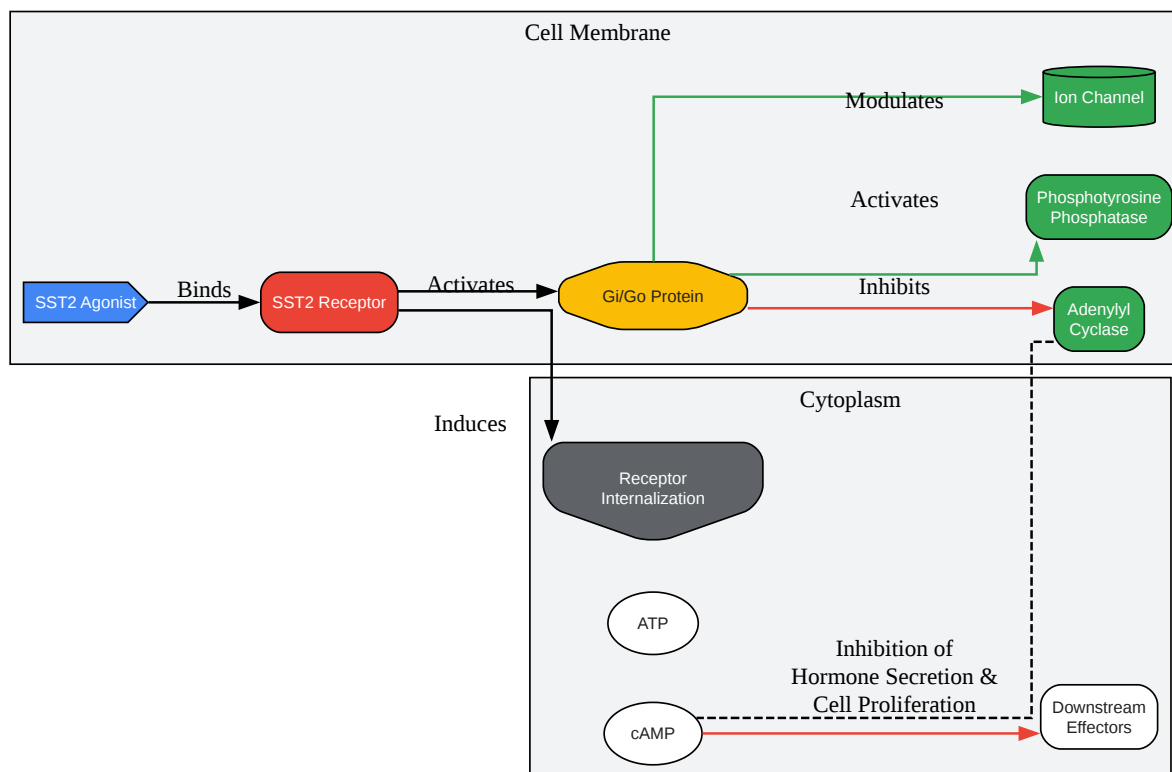 Cell Membrane
Modulates
Ion Channel
Activates
Phosphotyrosine
Phosphatase
SST2 Agonist
Binds
SST2 Receptor
Activates
Gi/Go Protein
Inhibits
Adenylyl
Cyclase
Cytoplasm
Induces
Receptor
Internalization
ATP
Inhibition of
Hormone Secretion &
Cell Proliferation
cAMP
Downstream
Effectors